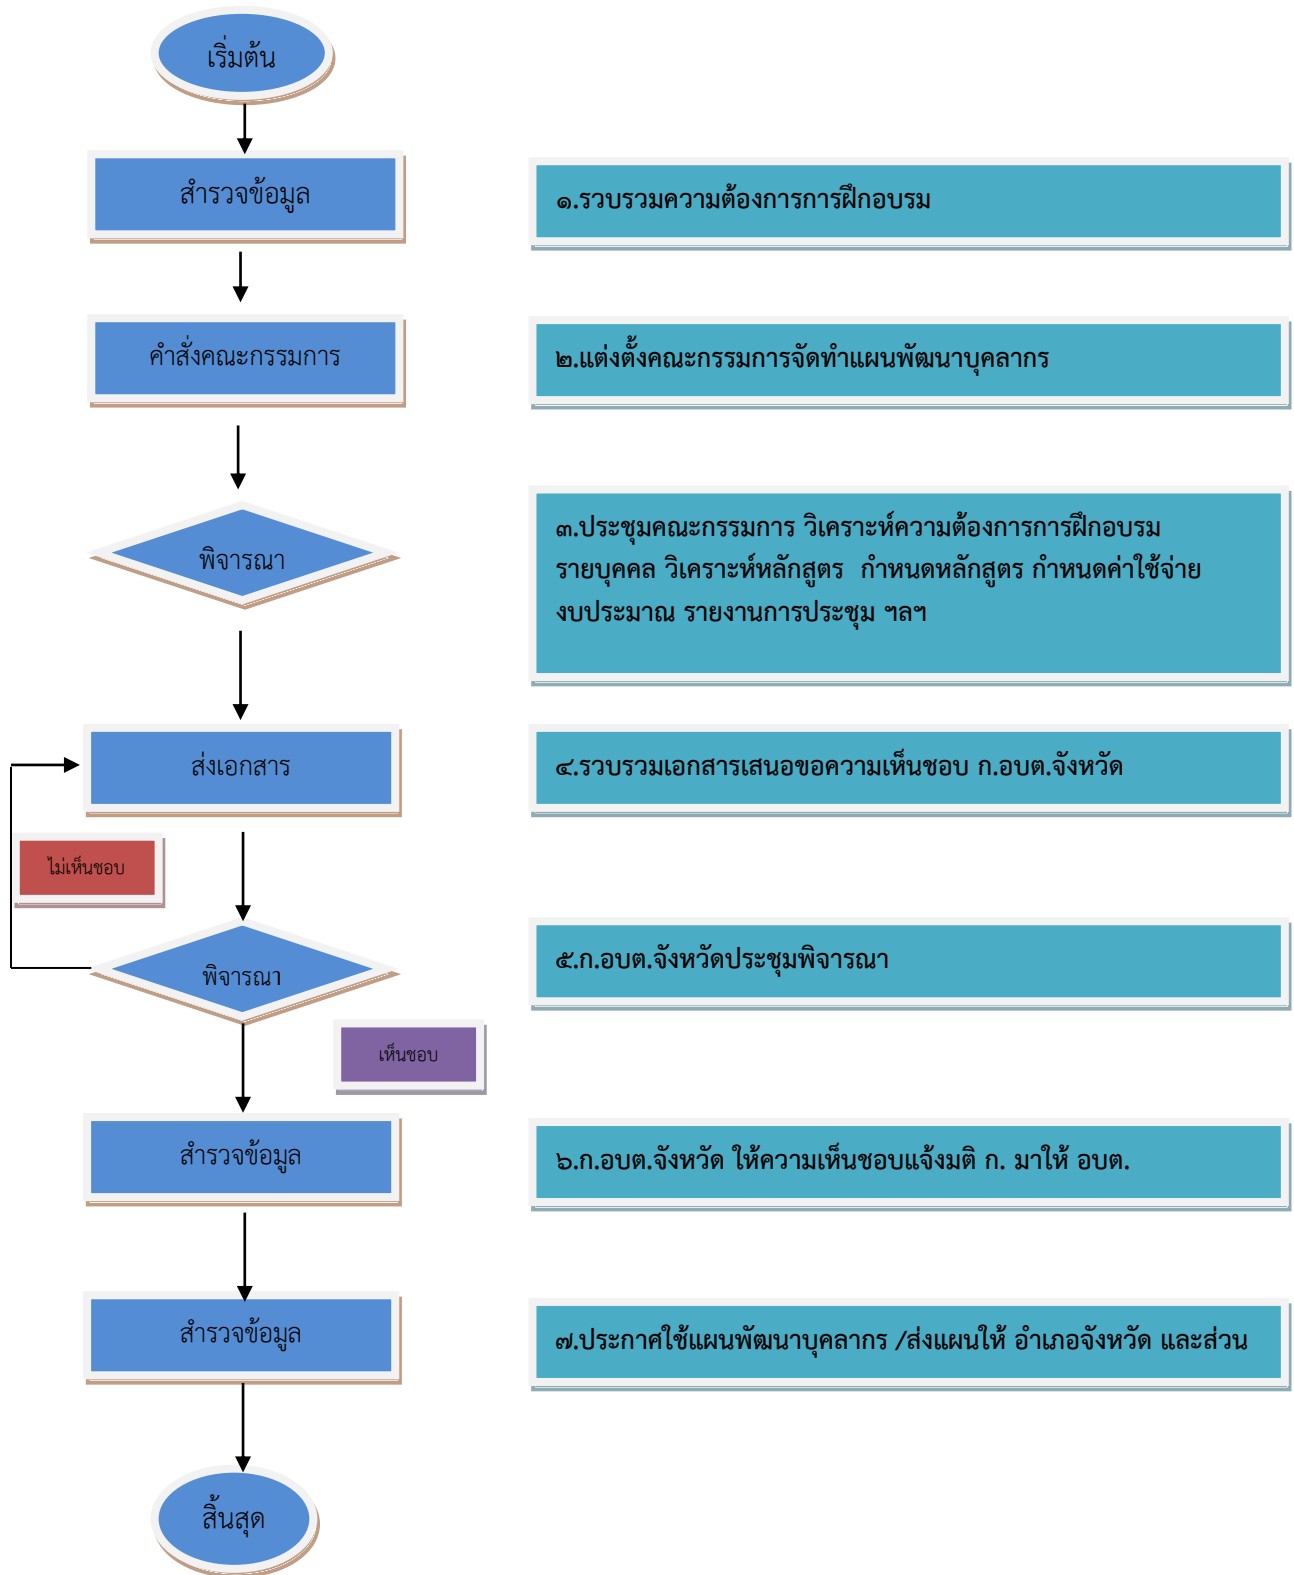 เริ่มต้น
สำรวจข้อมูล
๑.รวบรวมความต้องการการฝึกอบรม
คำสั่งคณะกรรมการ
๒.แต่งตั้งคณะกรรมการจัดทำแผนพัฒนาบุคลากร
พิจารณา
๓.ประชุมคณะกรรมการ วิเคราะห์ความต้องการการฝึกอบรม
รายบุคคล วิเคราะห์หลักสูตร  กำหนดหลักสูตร กำหนดค่าใช้จ่าย
งบประมาณ รายงานการประชุม ฯลฯ
ส่งเอกสาร
๔.รวบรวมเอกสารเสนอขอความเห็นชอบ ก.อบต.จังหวัด
ไม่เห็นชอบ
พิจารณา
๕.ก.อบต.จังหวัดประชุมพิจารณา
เห็นชอบ
สำรวจข้อมูล
๖.ก.อบต.จังหวัด ให้ความเห็นชอบแจ้งมติ ก. มาให้ อบต.
สำรวจข้อมูล
๗.ประกาศใช้แผนพัฒนาบุคลากร /ส่งแผนให้ อำเภอจังหวัด และส่วน
สิ้นสุด